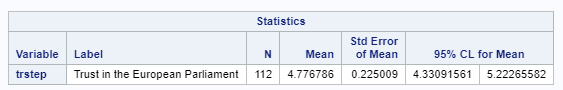 Statistics
Variable Label N Mean Std Error of Mean 95% CL for Mean
trstep Trust in the European Parliament 112 4.776786 0.225009 4.33091561 5.22265582